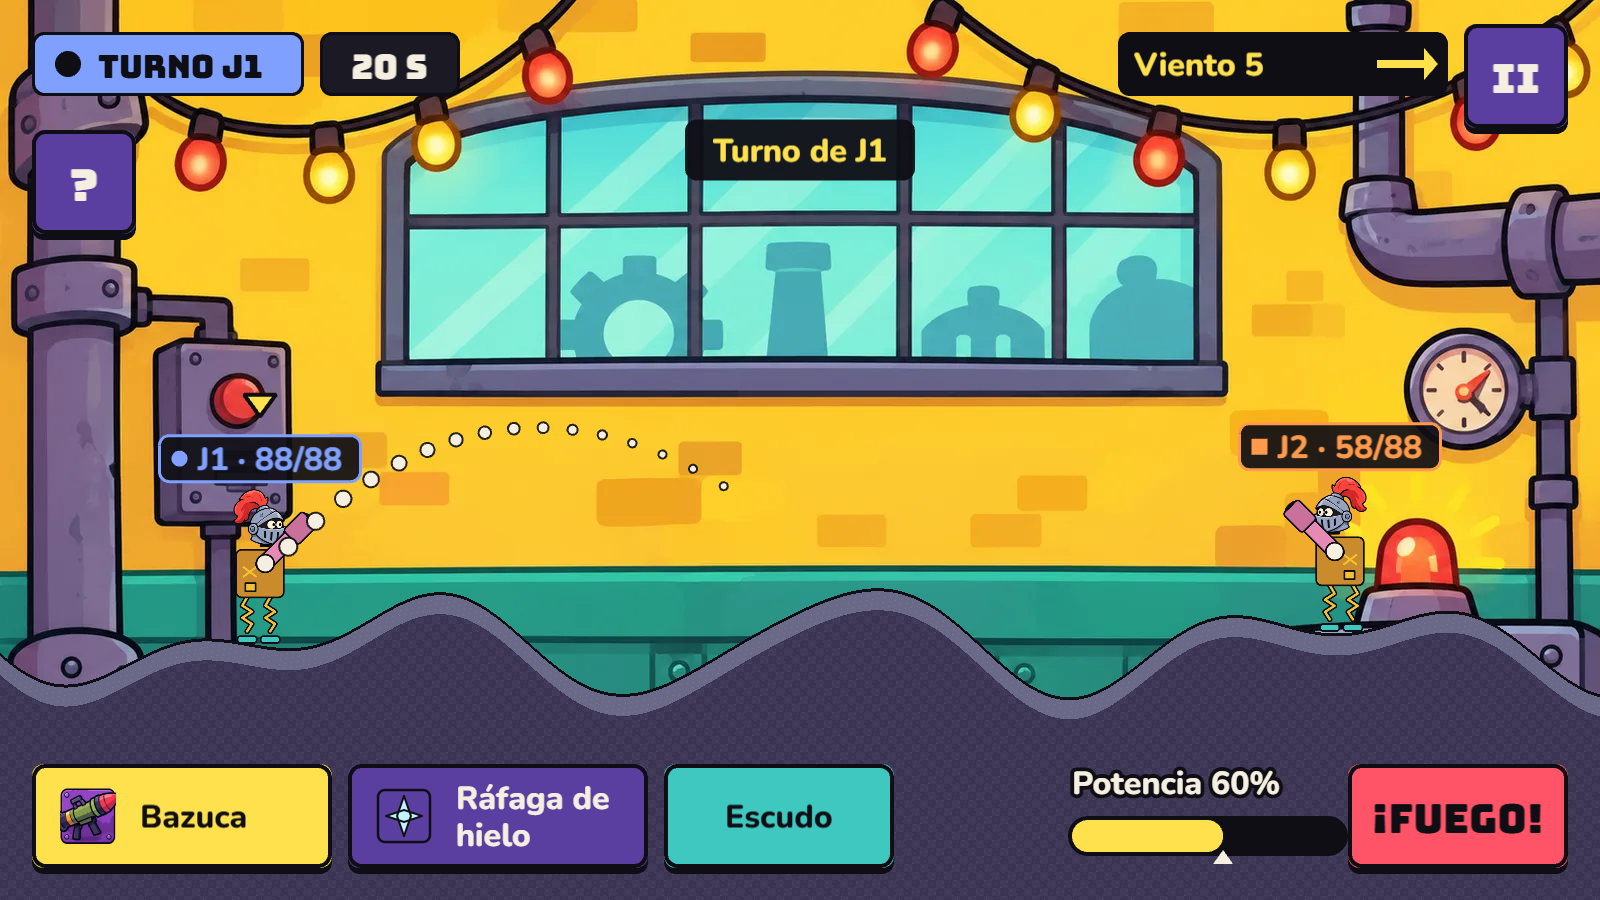 TURNO J1
20 S
Viento 5
II
?
Turno de J1
J1 · 88/88
J2 · 58/88
Bazuca
Ráfaga de
hielo
Escudo
Potencia 60%
¡FUEGO!